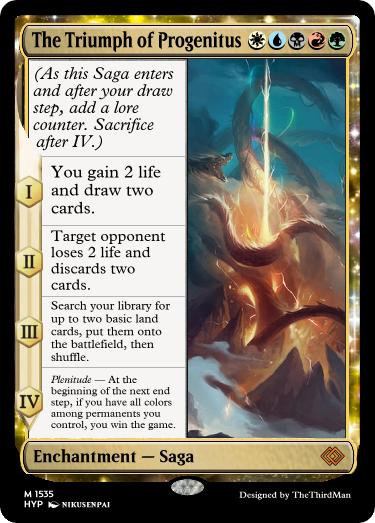 The Triumph of Progenitus
(As this Saga enters
and after your draw
step, add a lore
counter. Sacrifice
after IV.)
I
You gain 2 life
and draw two
cards.
II
Target opponent
loses 2 life and
discards two
cards.
III
Search your library for
up to two basic land
cards, put them onto
the battlefield, then
shuffle.
IV
Plenitude — At the
beginning of the next end
step, if you have all colors
among permanents you
control, you win the game.
Enchantment — Saga
M 1535
HYP NIKUSENPAI
Designed by TheThirdMan